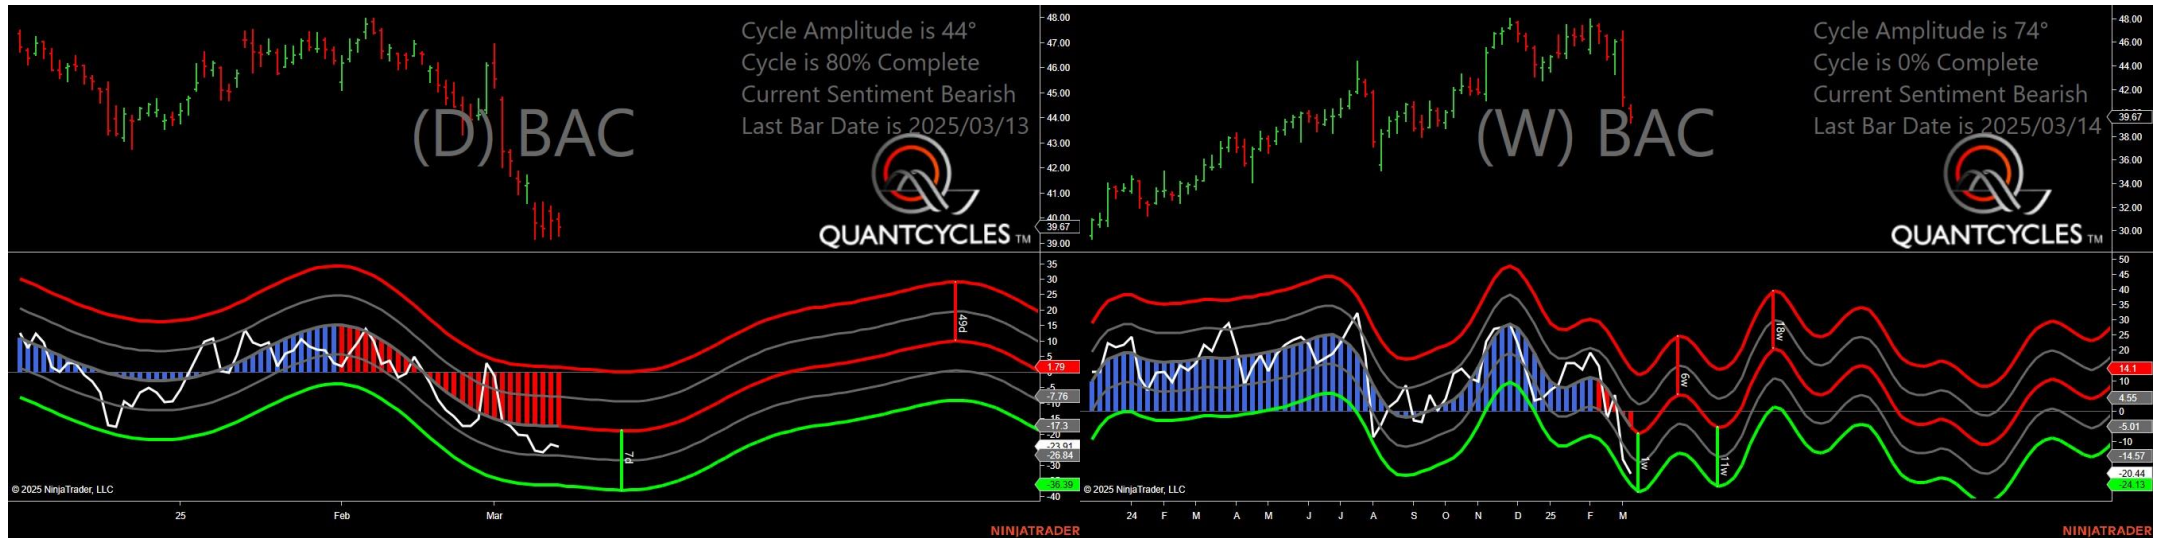 Cycle Amplitude is 44°
Cycle is 80% Complete
Current Sentiment Bearish
Last Bar Date is 2025/03/13
(D) BAC
QUANTCYCLES TM
48.00
47.00
46.00
45.00
44.00
43.00
42.00
41.00
40.00
39.67
39.00
35
30
25
20
15
10
5
1.79
-5
-7.76
-10
-15
-17.3
-20
-23.91
-26.84
-30
-36.39
-40
49d
7d
© 2025 NinjaTrader, LLC
25 Feb Mar
NINJATRADER
Cycle Amplitude is 74°
Cycle is 0% Complete
Current Sentiment Bearish
Last Bar Date is 2025/03/14
(W) BAC
QUANTCYCLES TM
48.00
46.00
44.00
42.00
39.67
38.00
36.00
34.00
32.00
30.00
50
45
40
35
30
25
20
14.1
10
4.55
0
-5.01
-10
-14.57
-20.44
-24.13
6w
18w
1w
11w
© 2025 NinjaTrader, LLC
24 F M A M J J A S O N D 25 F M
NINJATRADER